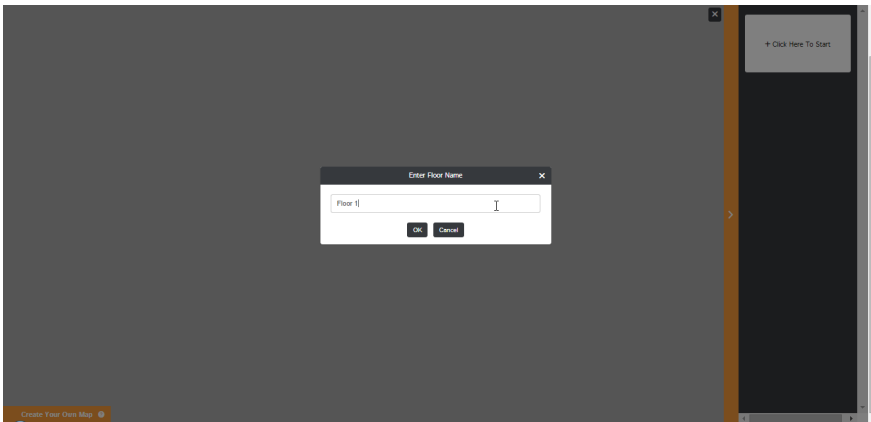 + Click Here To Start
Enter Floor Name
Floor 1
OK Cancel
Create Your Own Map